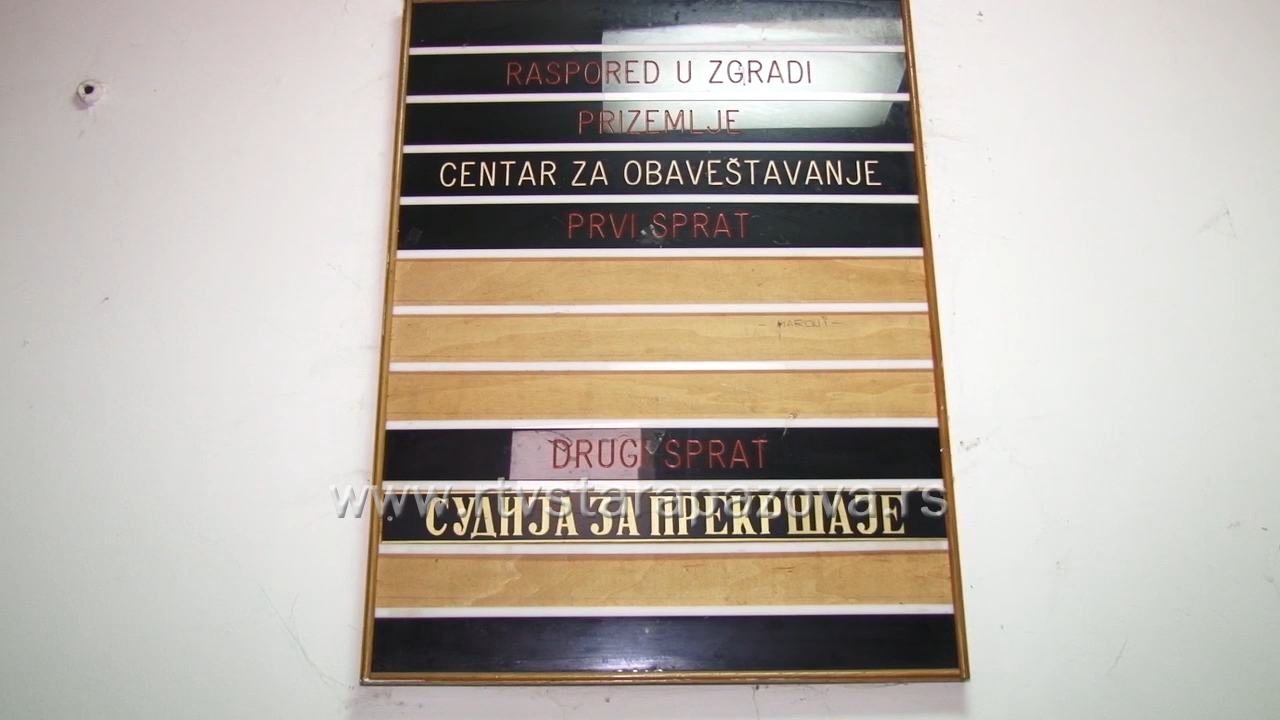 RASPORED U ZGRADI
PRIZEMLJE
CENTAR ZA OBAVEŠTAVANJE
PRVI SPRAT
DRUGI SPRAT
www.rtvstarapazova.rs
СУДИЈА ЗА ПРЕКРШАЈЕ